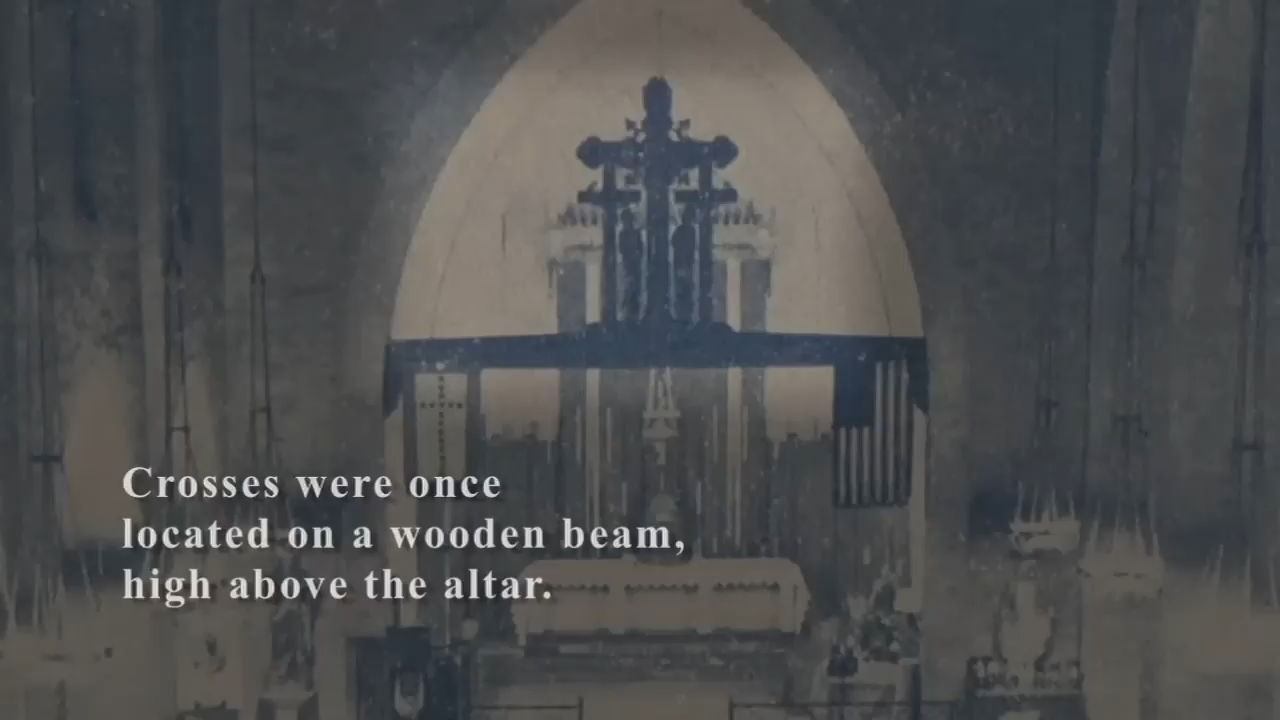 Crosses were once
located on a wooden beam,
high above the altar.